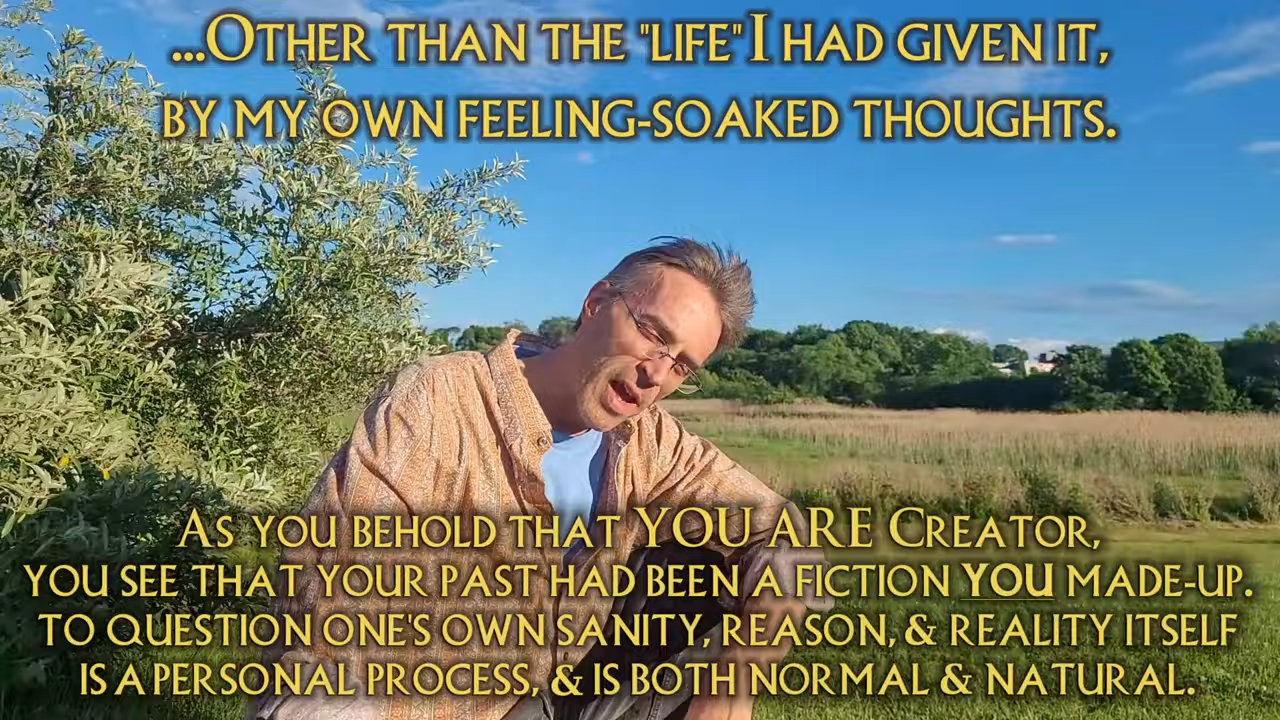 ...OTHER THAN THE "LIFE" I HAD GIVEN IT,
BY MY OWN FEELING-SOAKED THOUGHTS.
AS YOU BEHOLD THAT YOU ARE CREATOR,
YOU SEE THAT YOUR PAST HAD BEEN A FICTION YOU MADE-UP.
TO QUESTION ONE'S OWN SANITY, REASON, & REALITY ITSELF
IS A PERSONAL PROCESS, & IS BOTH NORMAL & NATURAL.